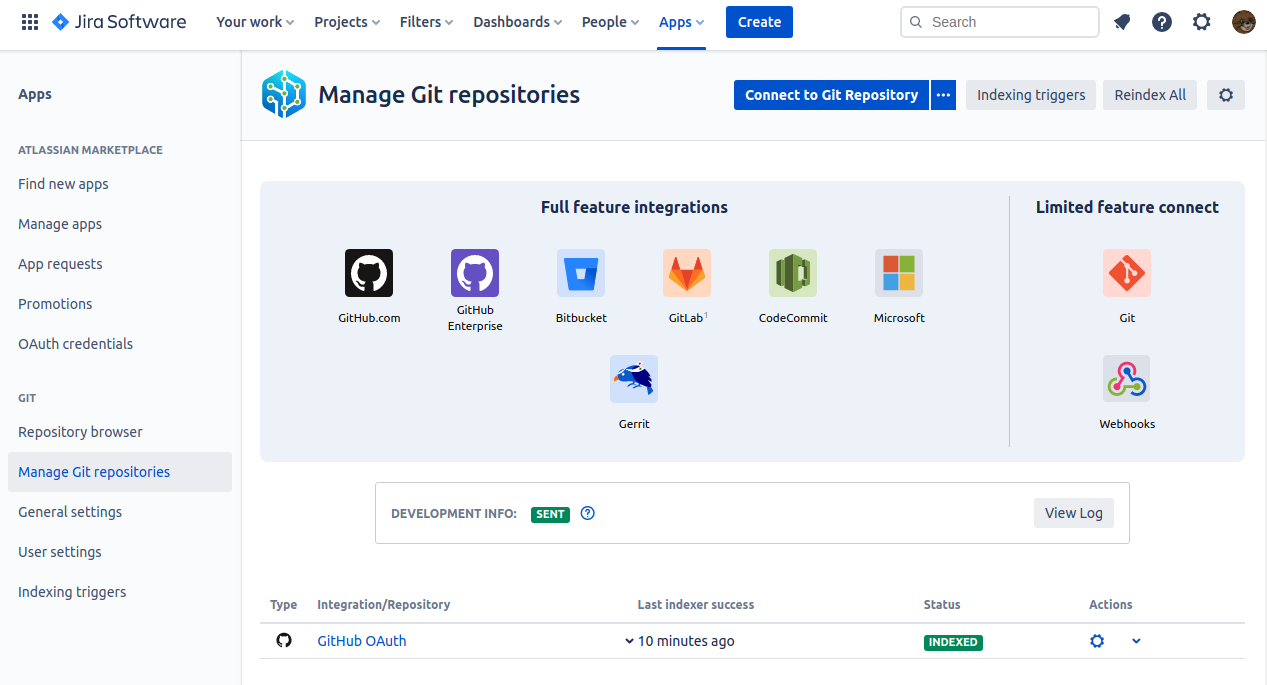 Jira Software
Your work
Projects
Filters
Dashboards
People
Apps
Create
Search
Apps
ATLASSIAN MARKETPLACE
Find new apps
Manage apps
App requests
Promotions
OAuth credentials
GIT
Repository browser
Manage Git repositories
General settings
User settings
Indexing triggers
Manage Git repositories
Connect to Git Repository
Indexing triggers
Reindex All
Full feature integrations
GitHub.com
GitHub
Enterprise
Bitbucket
GitLab¹
CodeCommit
Microsoft
Gerrit
Limited feature connect
Git
Webhooks
DEVELOPMENT INFO: SENT
View Log
Type Integration/Repository Last indexer success Status Actions
GitHub OAuth 10 minutes ago INDEXED